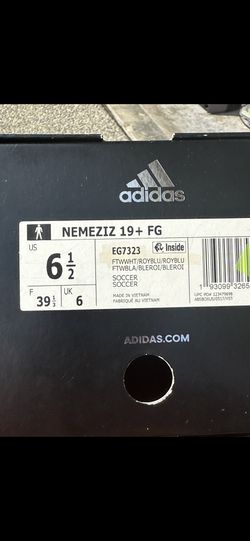 adidas
NEMEZIZ 19+ FG
US
6 1/2
F
39 1/3
UK
6
EG7323
Inside
FTWWHT/ROYBLU/ROYBLU
FTWBLA/BLEROI/BLEROI
SOCCER
SOCCER
MADE IN VIETNAM
FABRIQUÉ AU VIETNAM
ADIDAS.COM